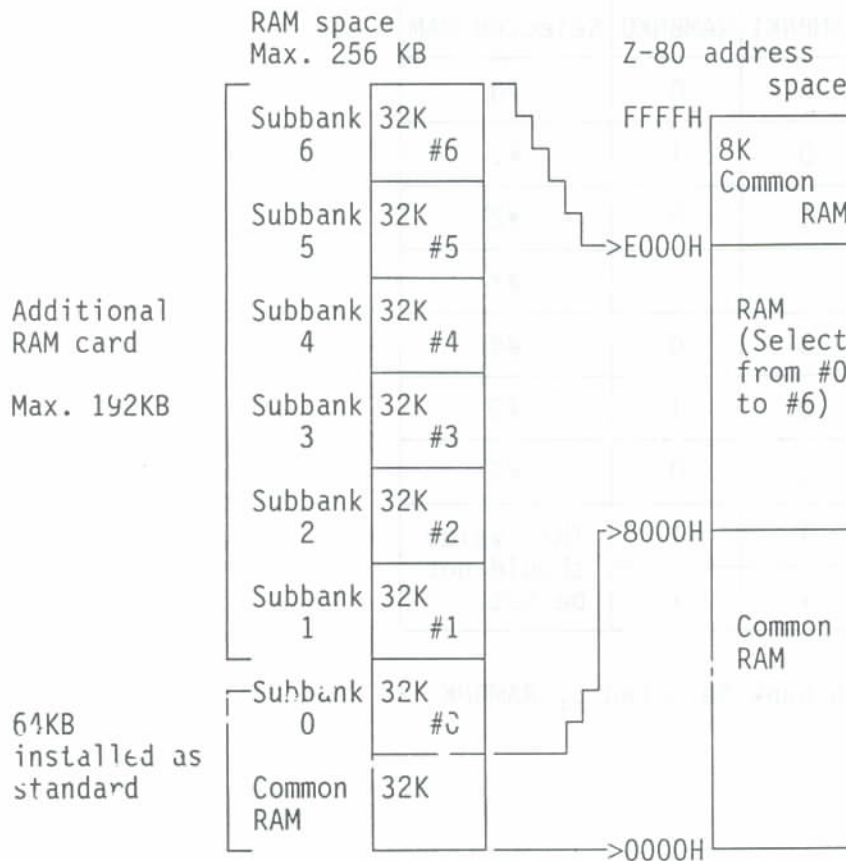 RAM space
Max. 256 KB
Z-80 address
space
Subbank 32K
6 #6
FFFFH
8K
Common
RAM
Subbank 32K
5 #5
>E000H
Additional
RAM card
Max. 192KB
Subbank 32K
4 #4
RAM
(Select
from #0
to #6)
Subbank 32K
3 #3
Subbank 32K
2 #2
>8000H
Subbank 32K
1 #1
Common
RAM
Subbank 32K
0 #0
64KB
installed as
standard
Common 32K
RAM
>0000H